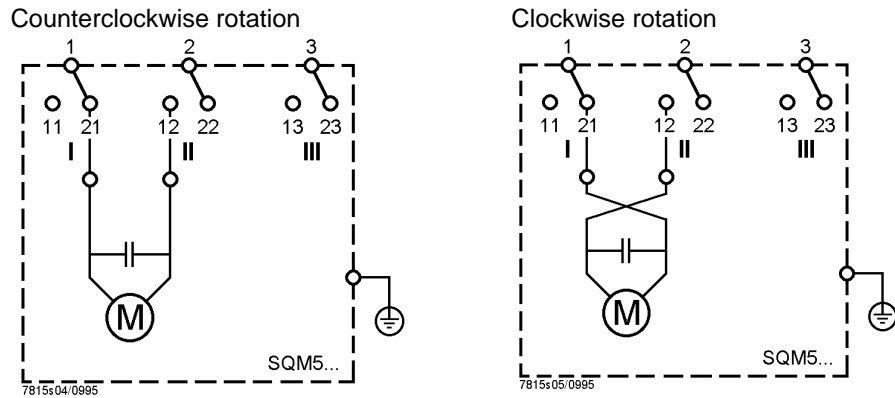 Counterclockwise rotation
1 2 3
11 21 12 22 13 23
I II III
M
SQM5...
7815s04/0995
Clockwise rotation
1 2 3
11 21 12 22 13 23
I II III
M
SQM5...
7815s05/0995